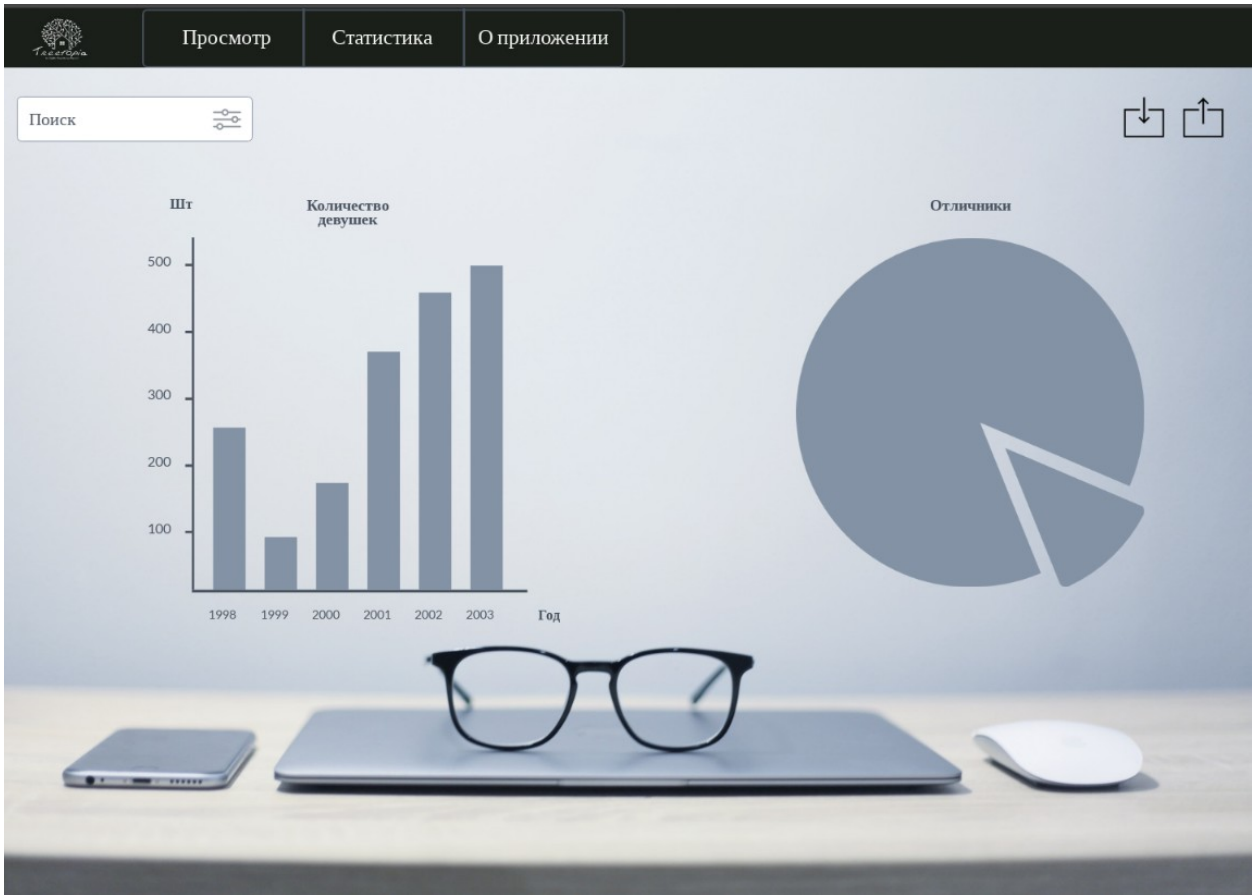 Treetopia
Просмотр
Статистика
О приложении
Поиск
Шт
Количество
девушек
500
400
300
200
100
1998 1999 2000 2001 2002 2003 Год
Отличники